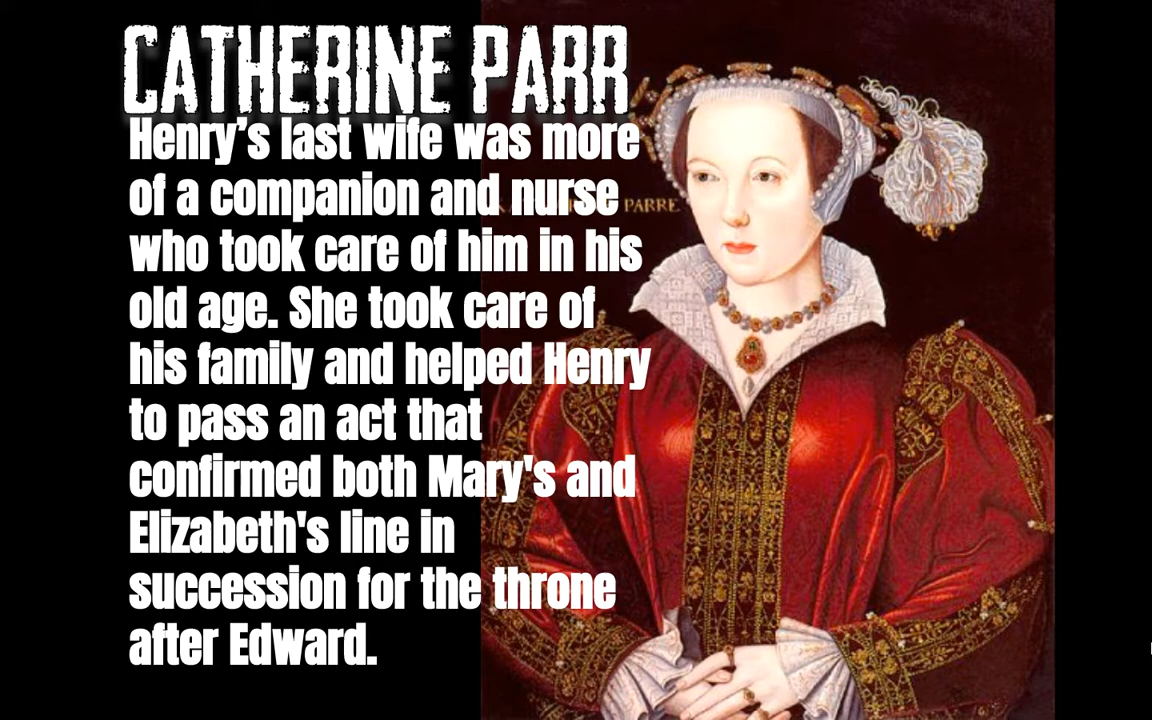 CATHERINE PARR
Henry’s last wife was more
of a companion and nurse
PARRE
who took care of him in his
old age. She took care of
his family and helped Henry
to pass an act that
confirmed both Mary's and
Elizabeth's line in
succession for the throne
after Edward.